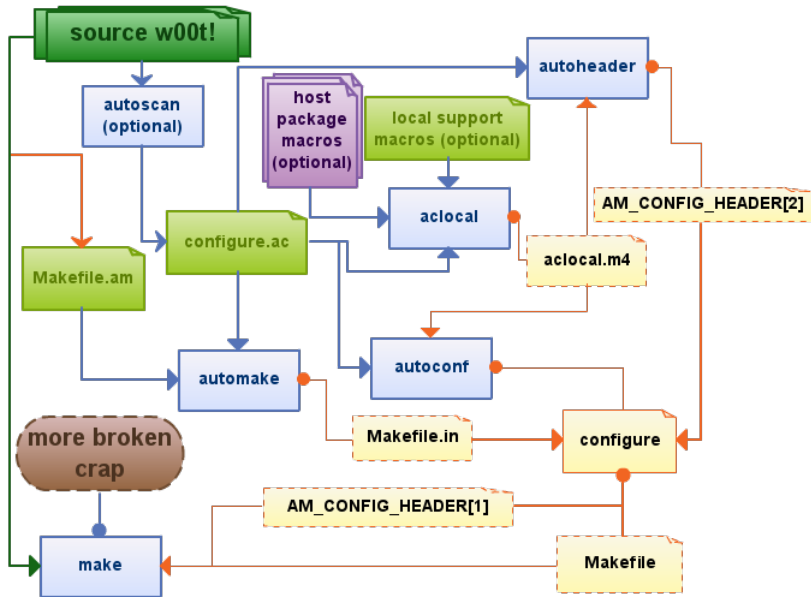 source w00t!
autoscan
(optional)
host
package
macros
(optional)
local support
macros (optional)
autoheader
AM_CONFIG_HEADER[2]
aclocal
configure.ac
aclocal.m4
Makefile.am
automake
autoconf
Makefile.in
configure
more broken
crap
AM_CONFIG_HEADER[1]
make
Makefile